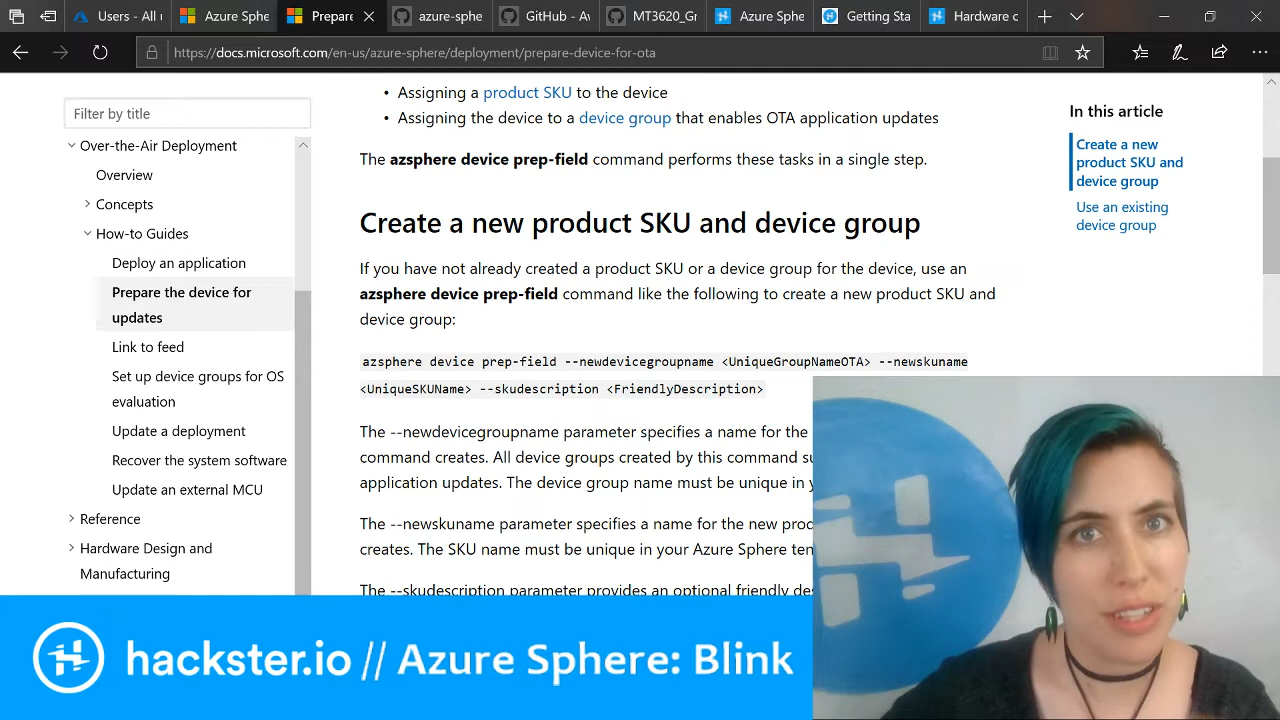 Users - All u
Azure Sphe
Prepare
azure-sphe
GitHub - Av
MT3620_Gr
Azure Sphe
Getting Sta
Hardware c
https://docs.microsoft.com/en-us/azure-sphere/deployment/prepare-device-for-ota
Filter by title
Over-the-Air Deployment
Overview
Concepts
How-to Guides
Deploy an application
Prepare the device for
updates
Link to feed
Set up device groups for OS
evaluation
Update a deployment
Recover the system software
Update an external MCU
Reference
Hardware Design and
Manufacturing
• Assigning a product SKU to the device
• Assigning the device to a device group that enables OTA application updates
The azsphere device prep-field command performs these tasks in a single step.
Create a new product SKU and device group
If you have not already created a product SKU or a device group for the device, use an
azsphere device prep-field command like the following to create a new product SKU and
device group:
azsphere device prep-field --newdevicegroupname <UniqueGroupNameOTA> --newskuname
<UniqueSKUName> --skudescription <FriendlyDescription>
The --newdevicegroupname parameter specifies a name for the
command creates. All device groups created by this command su
application updates. The device group name must be unique in y
The --newskuname parameter specifies a name for the new prod
creates. The SKU name must be unique in your Azure Sphere ten
The --skudescription parameter provides an optional friendly des
In this article
Create a new
product SKU and
device group
Use an existing
device group
hackster.io // Azure Sphere: Blink